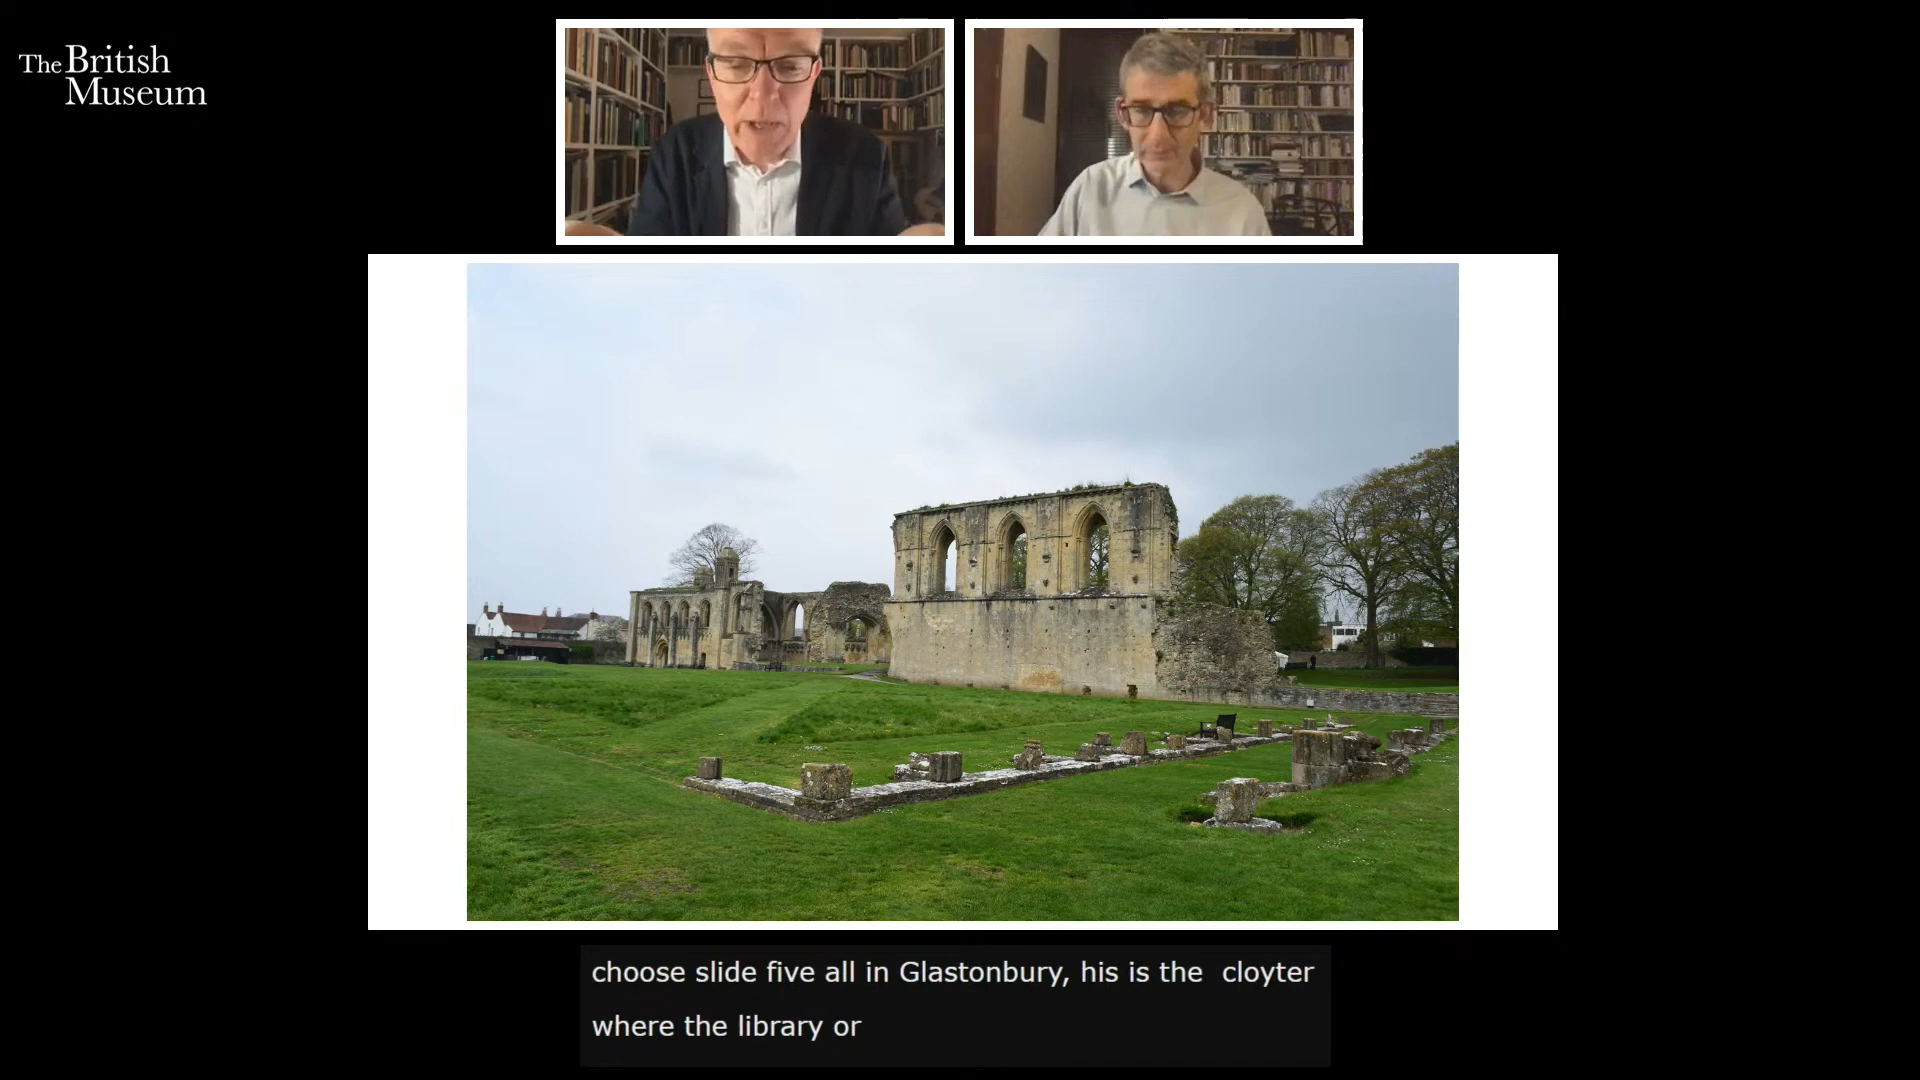 The British
Museum
choose slide five all in Glastonbury, his is the cloyter
where the library or